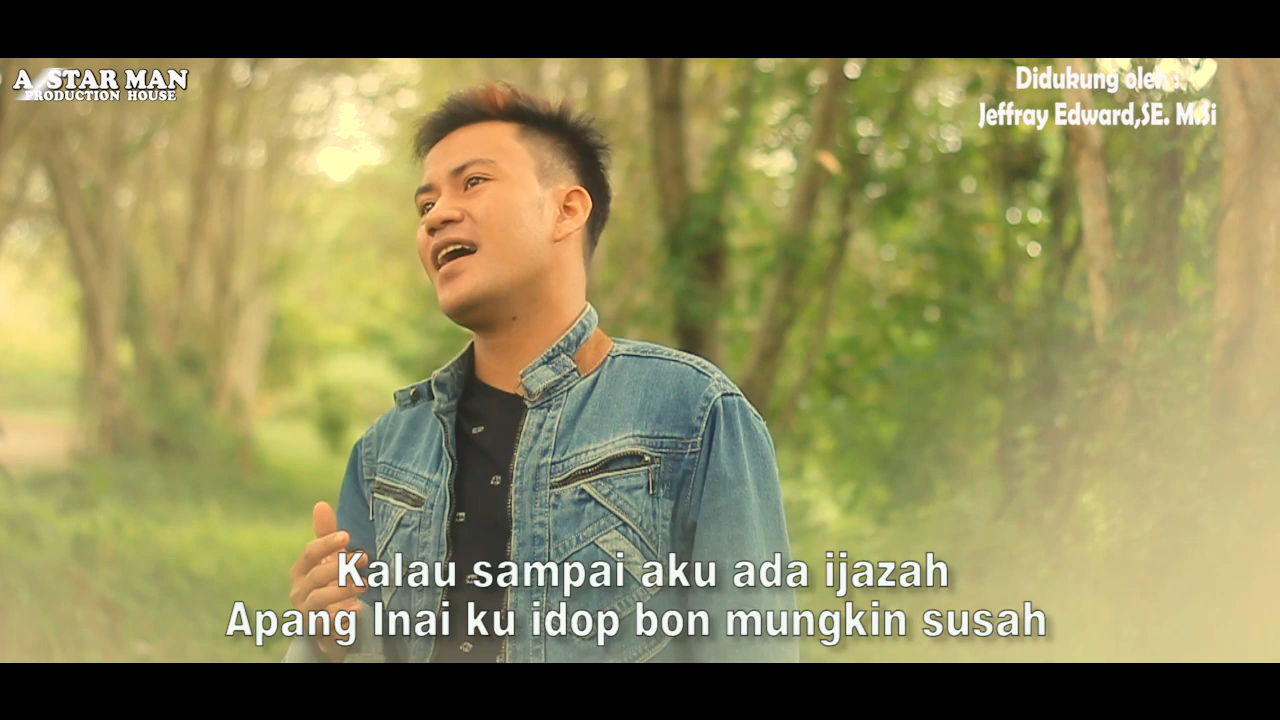 A STAR MAN
PRODUCTION HOUSE
Didukung oleh :
Jeffray Edward,SE. M.Si
Kalau sampai aku ada ijazah
Apang Inai ku idop bon mungkin susah